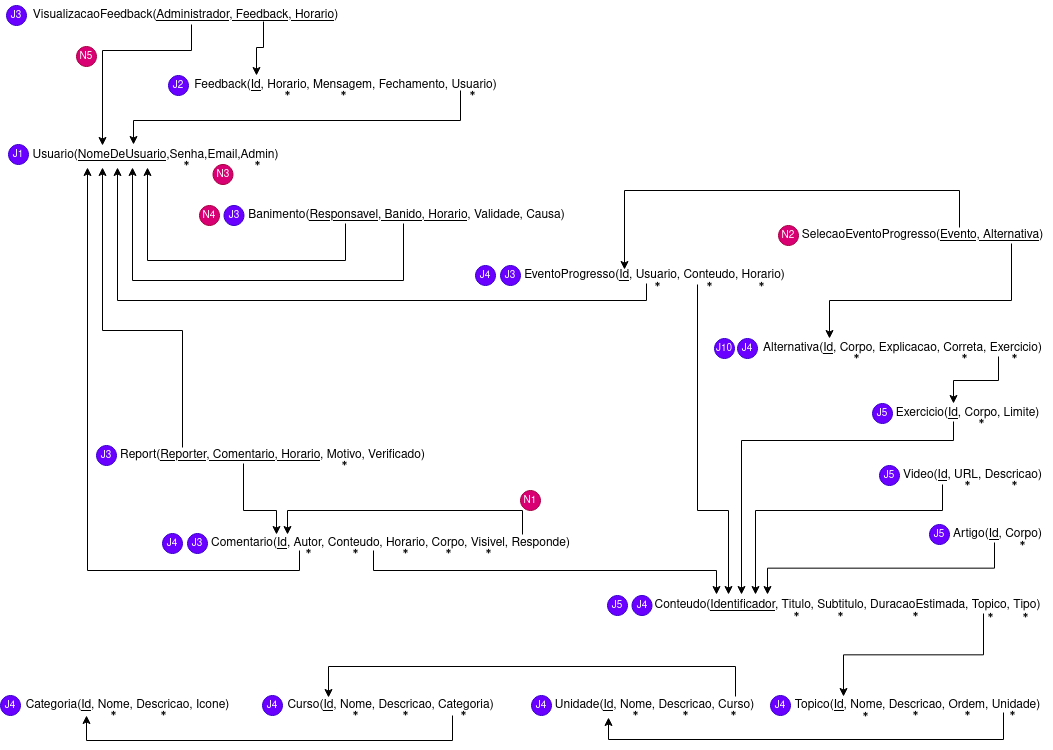 J3 VisualizacaoFeedback(Administrador, Feedback, Horario)
N5
J2 Feedback(Id, Horario, Mensagem, Fechamento, Usuario)
* * * *
J1 Usuario(NomeDeUsuario,Senha,Email,Admin)
* *
N3
N4 J3 Banimento(Responsavel, Banido, Horario, Validade, Causa)
N2 SelecaoEventoProgresso(Evento, Alternativa)
J4 J3 EventoProgresso(Id, Usuario, Conteudo, Horario)
* * *
J10 J4 Alternativa(Id, Corpo, Explicacao, Correta, Exercicio)
* * *
J5 Exercicio(Id, Corpo, Limite)
*
J3 Report(Reporter, Comentario, Horario, Motivo, Verificado)
*
J5 Video(Id, URL, Descricao)
* *
N1
J5 Artigo(Id, Corpo)
*
J4 J3 Comentario(Id, Autor, Conteudo, Horario, Corpo, Visivel, Responde)
* * * * *
J5 J4 Conteudo(Identificador, Titulo, Subtitulo, DuracaoEstimada, Topico, Tipo)
* * * * *
J4 Categoria(Id, Nome, Descricao, Icone)
* *
J4 Curso(Id, Nome, Descricao, Categoria)
* * *
J4 Unidade(Id, Nome, Descricao, Curso)
* * *
J4 Topico(Id, Nome, Descricao, Ordem, Unidade)
* * * *